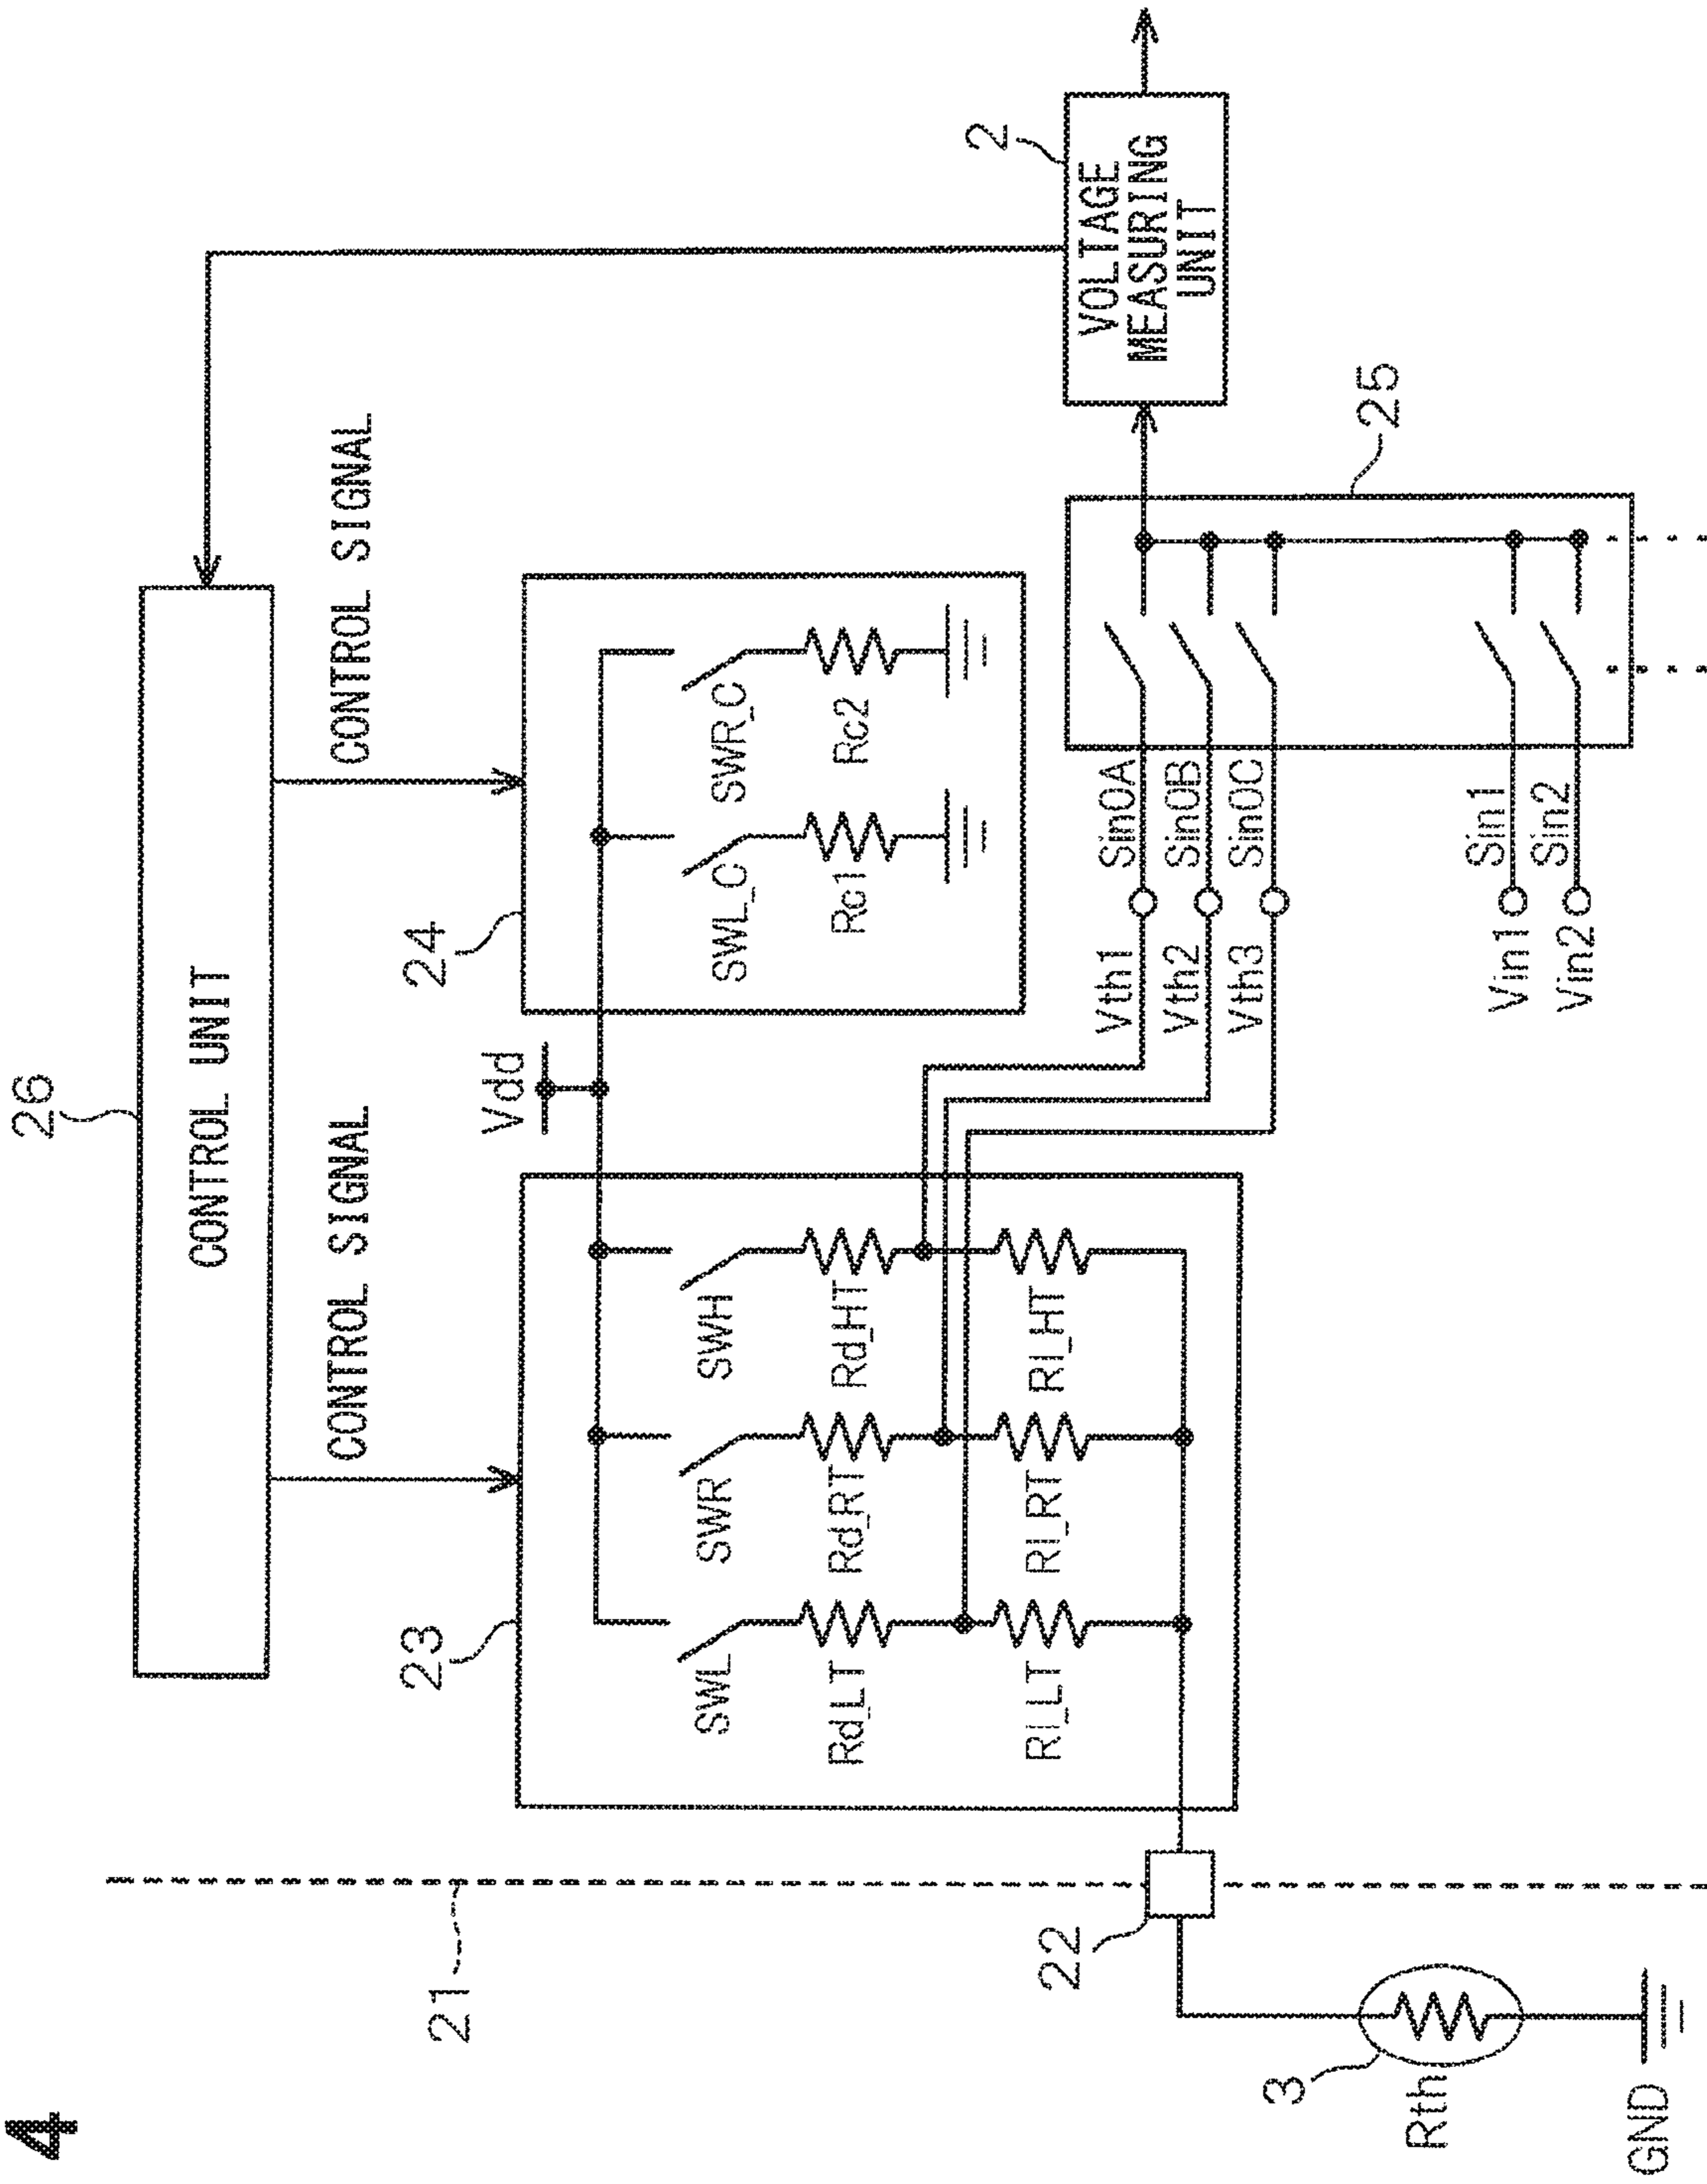 4
26
CONTROL UNIT
CONTROL SIGNAL
CONTROL SIGNAL
23
Vdd
24
SWL
SWR
SWH
SWL_C
SWR_C
Rd_LT
Rd_RT
Rd_HT
Rc1
Rc2
Rl_LT
Rl_RT
Rl_HT
21
22
2
VOLTAGE
MEASURING
UNIT
Vth1
Sin0A
Vth2
Sin0B
Vth3
Sin0C
25
3
Rth
GND
Vin1
Sin1
Vin2
Sin2